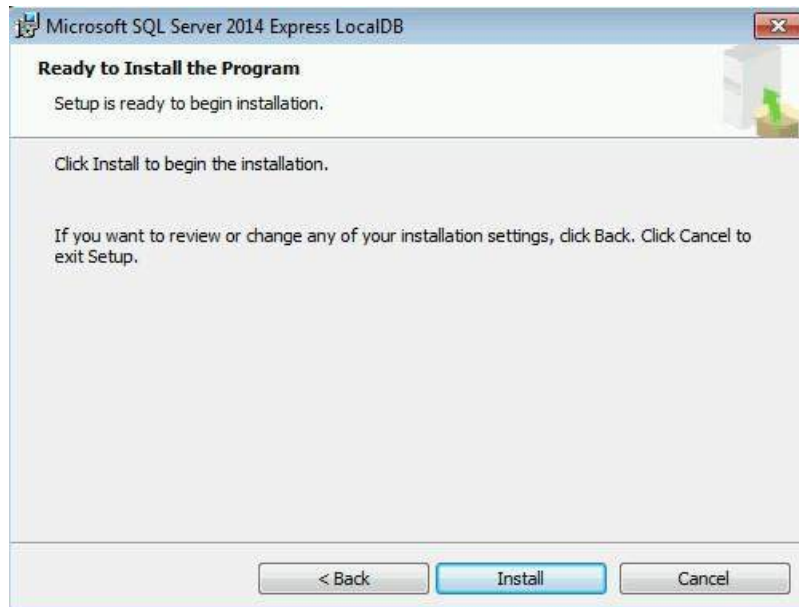 Microsoft SQL Server 2014 Express LocalDB
Ready to Install the Program
Setup is ready to begin installation.
Click Install to begin the installation.
If you want to review or change any of your installation settings, click Back. Click Cancel to
exit Setup.
< Back Install Cancel